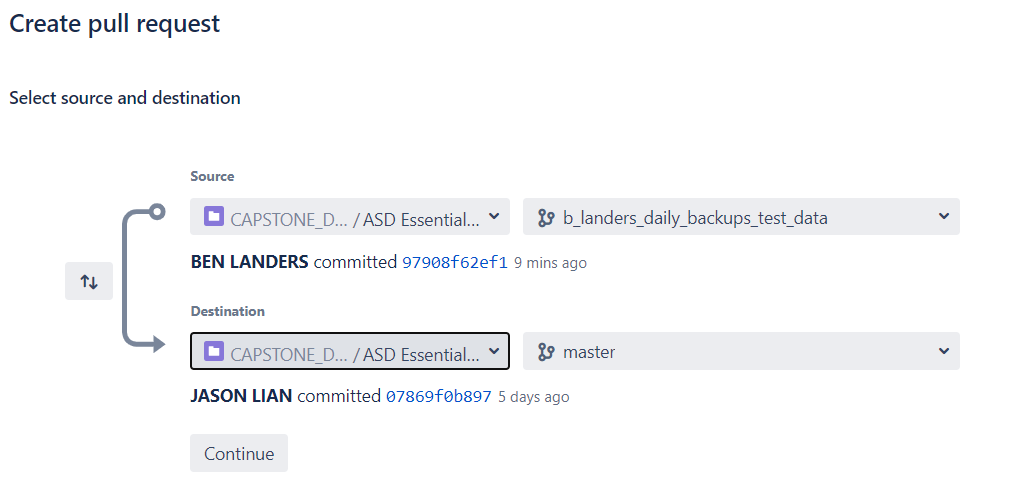 Create pull request
Select source and destination
Source
CAPSTONE_D... / ASD Essential...
b_landers_daily_backups_test_data
BEN LANDERS committed 97908f62ef1 9 mins ago
Destination
CAPSTONE_D... / ASD Essential...
master
JASON LIAN committed 07869f0b897 5 days ago
Continue